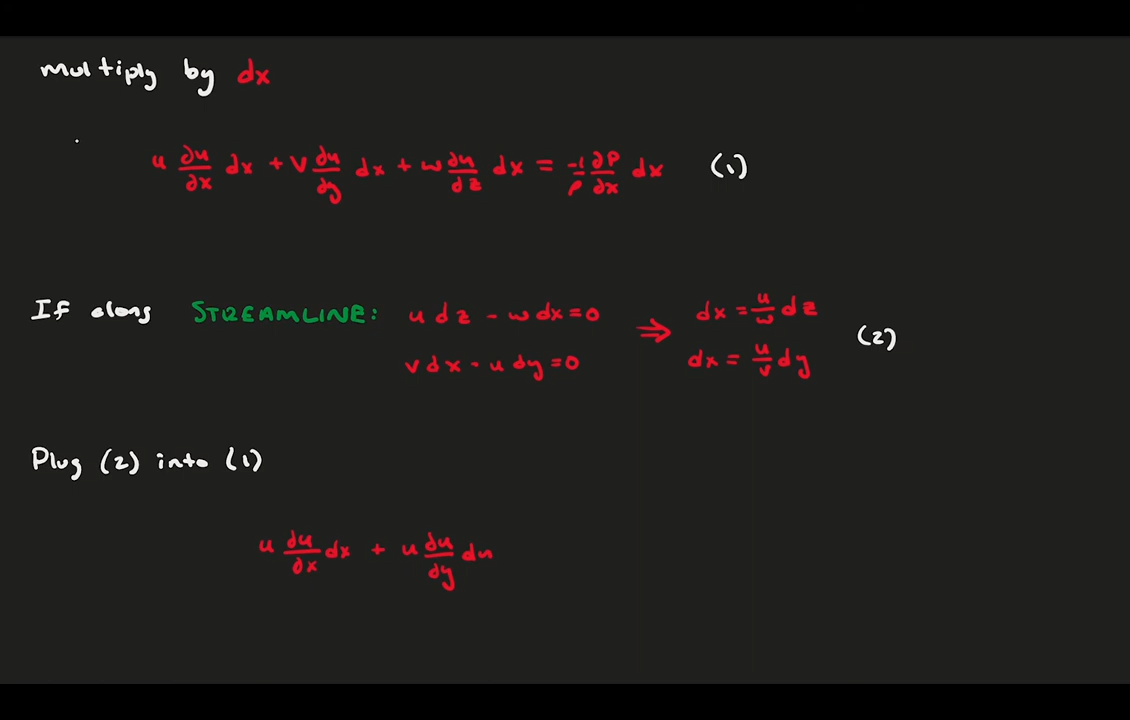 multiply by dx
u ∂u/∂x dx + v ∂u/∂y dx + w ∂u/∂z dx = -1/ρ ∂P/∂x dx (1)
If along STREAMLINE: u dz - w dx = 0 ⇒ dx = u/w dz
v dx - u dy = 0 dx = u/v dy (2)
Plug (2) into (1)
u ∂u/∂x dx + u ∂u/∂y du